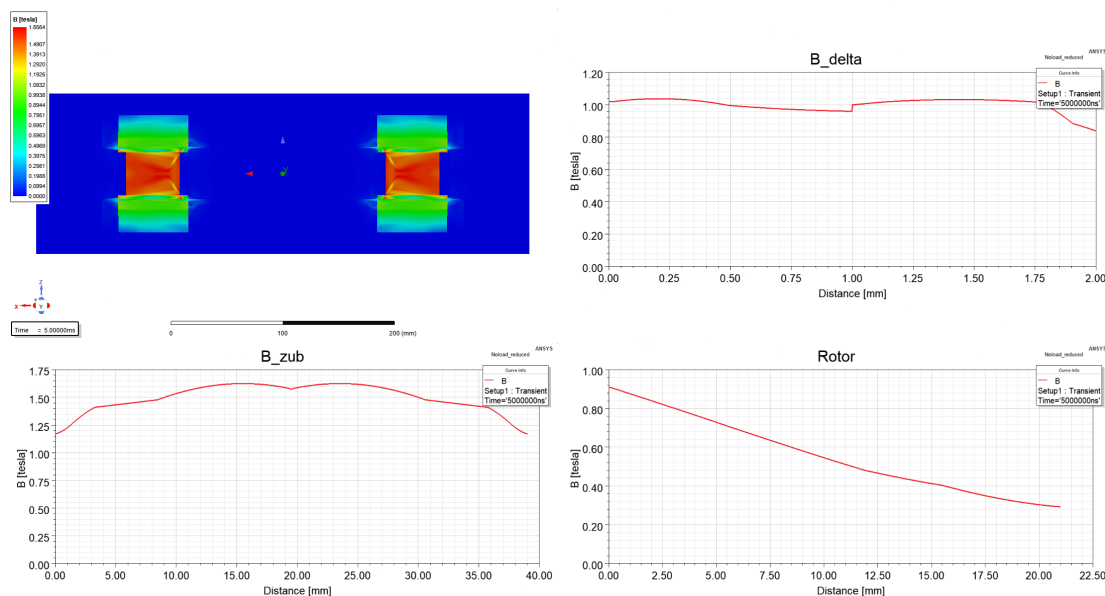 B [tesla]
1.6664
1.4907
1.3913
1.2920
1.1926
1.0932
0.9938
0.8944
0.7951
0.6957
0.5963
0.4969
0.3975
0.2981
0.1988
0.0994
0.0000
Z
X
Y
Time = 5.00000ms
0 100 200 (mm)
Y
B_delta
ANSYS
Noload_reduced
Curve Info
B
Setup1 : Transient
Time='5000000ns'
B [tesla]
1.20
1.00
0.80
0.60
0.40
0.20
0.00
0.00 0.25 0.50 0.75 1.00 1.25 1.50 1.75 2.00
Distance [mm]
B_zub
ANSYS
Noload_reduced
Curve Info
B
Setup1 : Transient
Time='5000000ns'
B [tesla]
1.75
1.50
1.25
1.00
0.75
0.50
0.25
0.00
0.00 10.00 20.00 30.00 40.00
Distance [mm]
Rotor
ANSYS
Noload_reduced
Curve Info
B
Setup1 : Transient
Time='5000000ns'
B [tesla]
1.00
0.80
0.60
0.40
0.20
0.00
0.00 2.50 5.00 7.50 10.00 12.50 15.00 17.50 20.00 22.50
Distance [mm]